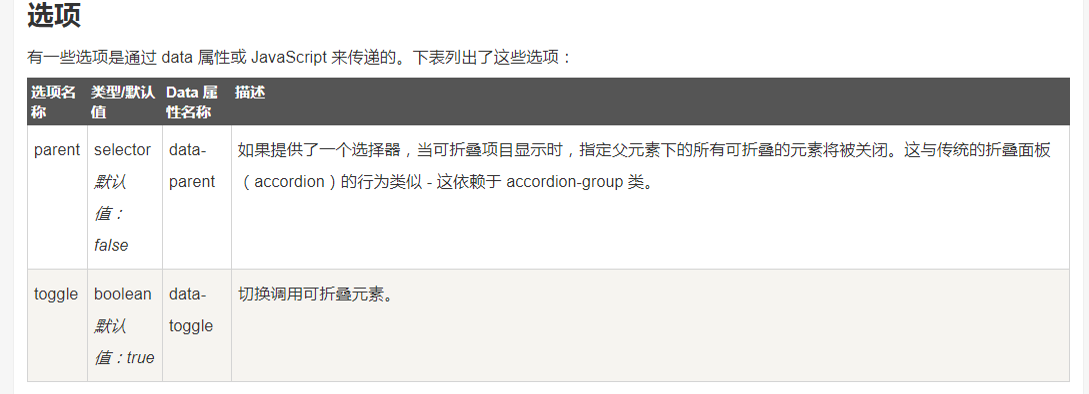 选项
有一些选项是通过 data 属性或 JavaScript 来传递的。下表列出了这些选项：
选项名称 类型/默认值 Data 属性名称 描述
parent selector 默认值：false data-parent 如果提供了一个选择器，当可折叠项目显示时，指定父元素下的所有可折叠的元素将被关闭。这与传统的折叠面板（accordion）的行为类似 - 这依赖于 accordion-group 类。
toggle boolean 默认值：true data-toggle 切换调用可折叠元素。